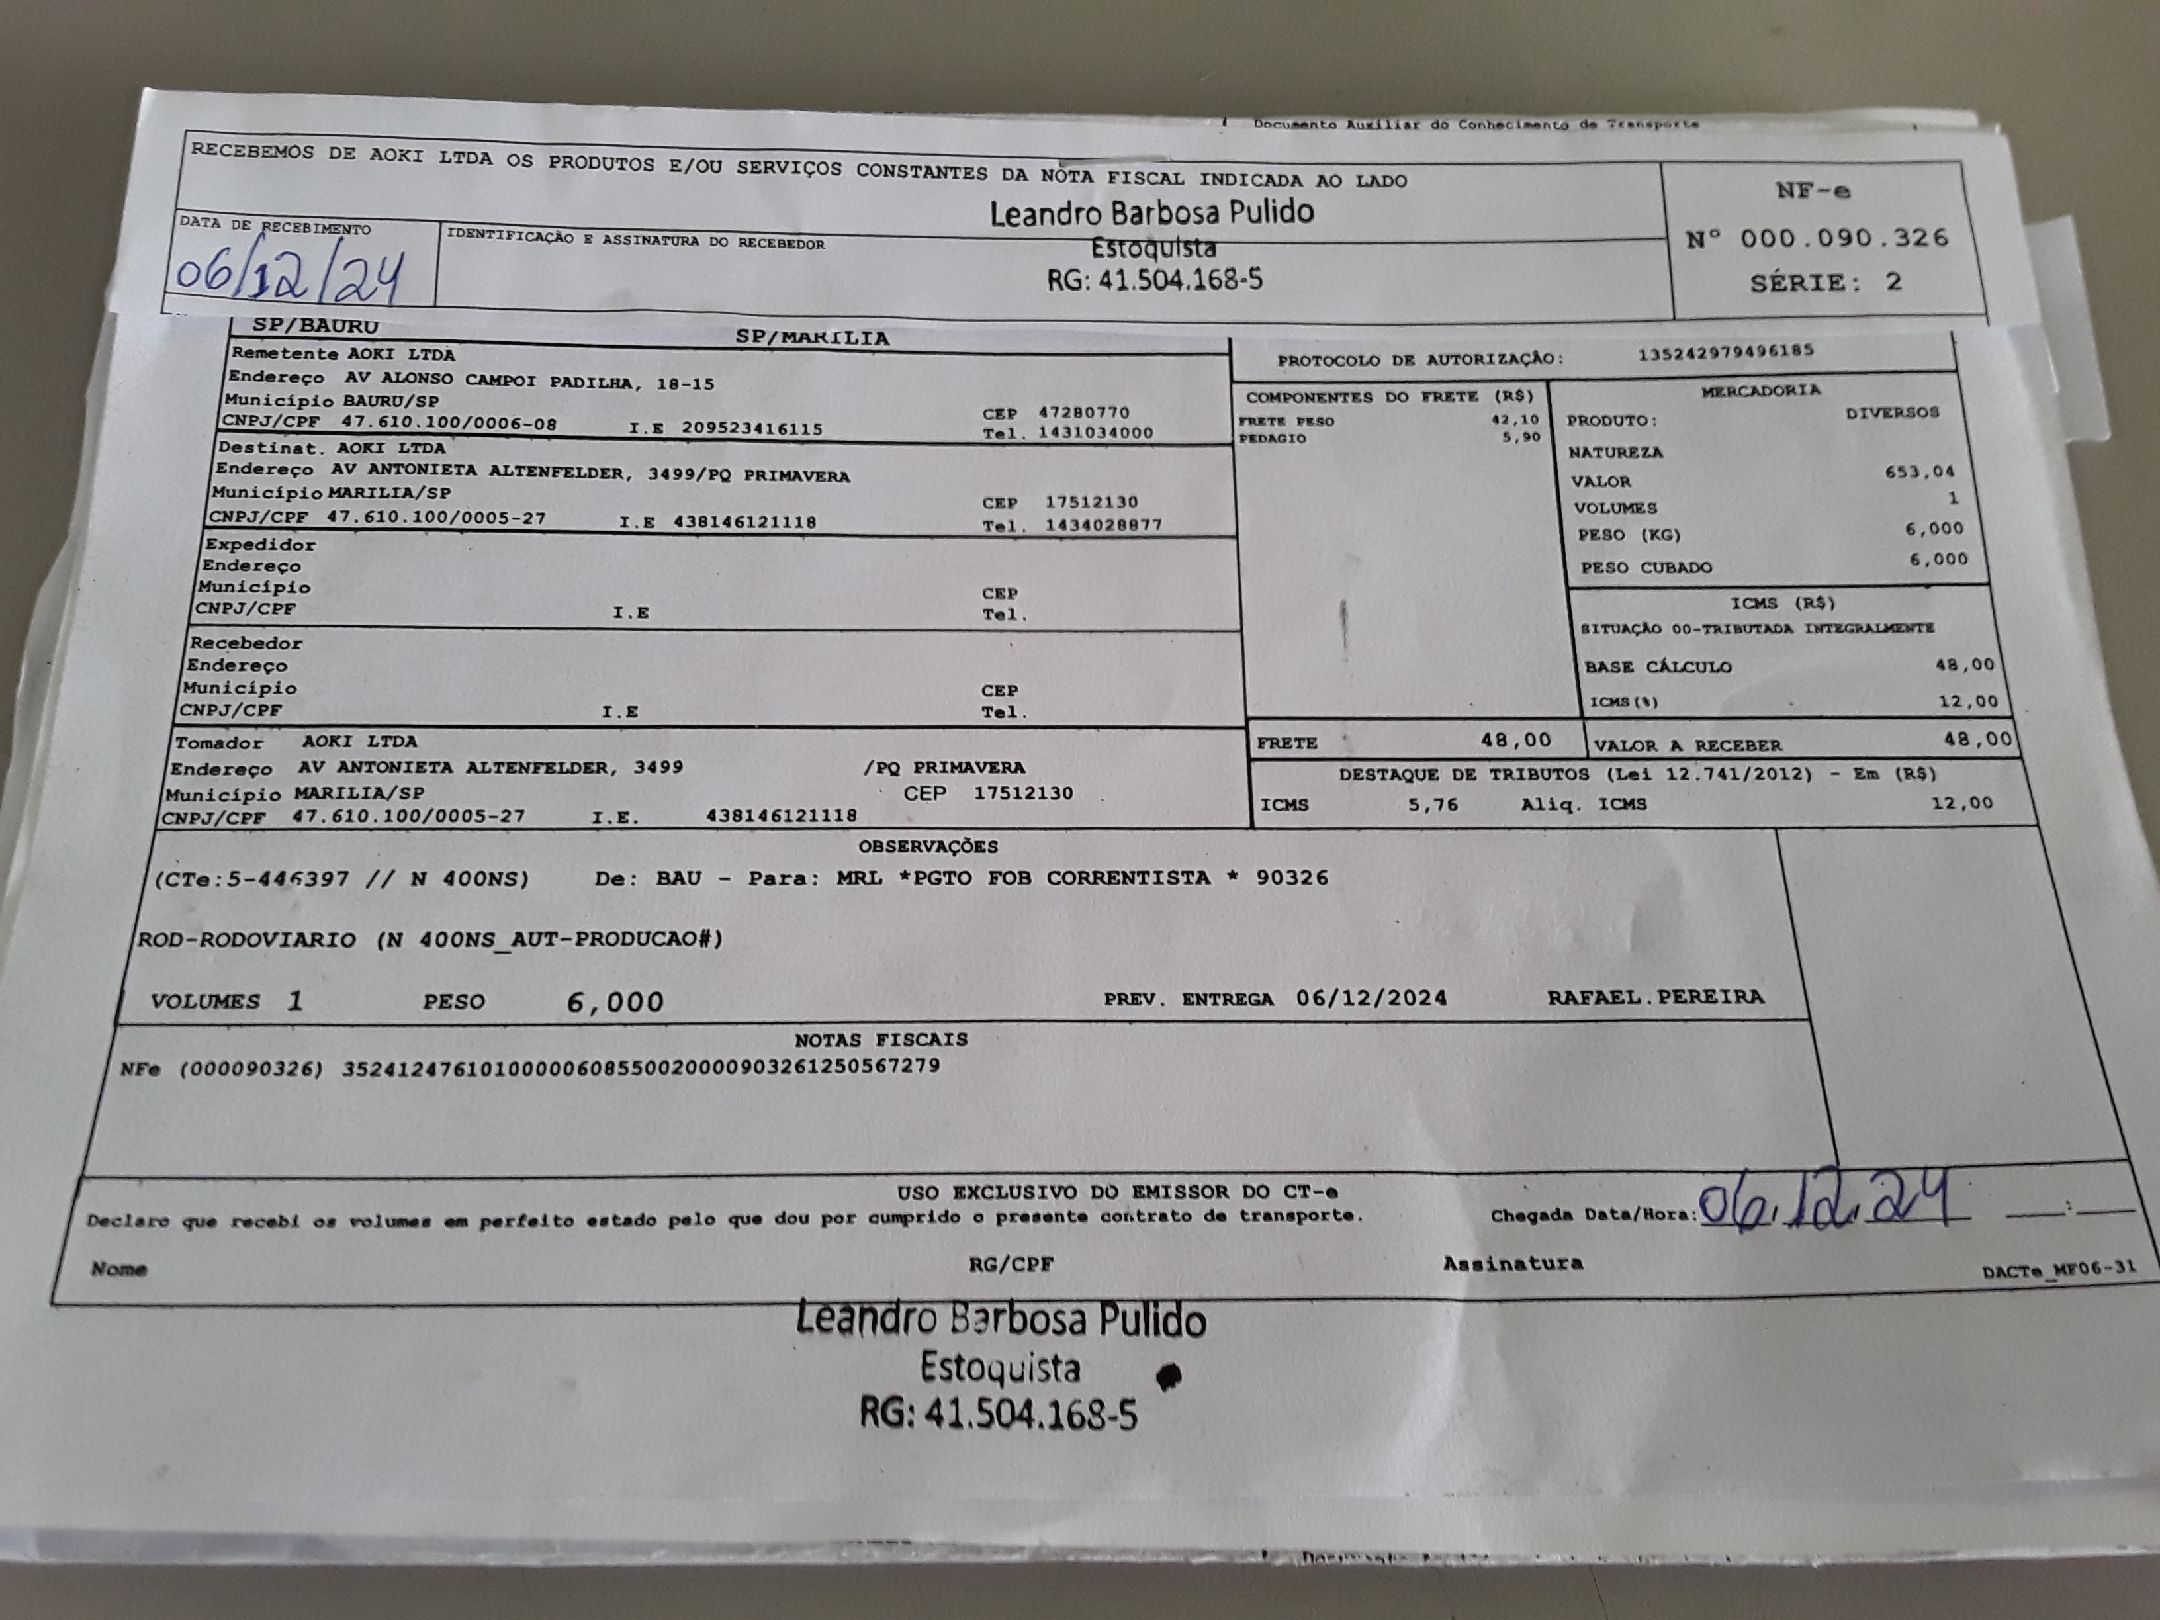 Documento Auxiliar do Conhecimento de Transporte
RECEBEMOS DE AOKI LTDA OS PRODUTOS E/OU SERVIÇOS CONSTANTES DA NOTA FISCAL INDICADA AO LADO
NF-e
Nº 000.090.326
SÉRIE: 2
DATA DE RECEBIMENTO
06/12/24
IDENTIFICAÇÃO E ASSINATURA DO RECEBEDOR
Leandro Barbosa Pulido
Estoquista
RG: 41.504.168-5
SP/BAURU SP/MARILIA
Remetente AOKI LTDA
Endereço AV ALONSO CAMPOI PADILHA, 18-15
Município BAURU/SP CEP 47280770
CNPJ/CPF 47.610.100/0006-08 I.E 209523416115 Tel. 1431034000
Destinat. AOKI LTDA
Endereço AV ANTONIETA ALTENFELDER, 3499/PQ PRIMAVERA
Município MARILIA/SP CEP 17512130
CNPJ/CPF 47.610.100/0005-27 I.E 438146121118 Tel. 1434028877
Expedidor
Endereço
Município CEP
CNPJ/CPF I.E Tel.
Recebedor
Endereço
Município CEP
CNPJ/CPF I.E Tel.
Tomador AOKI LTDA
Endereço AV ANTONIETA ALTENFELDER, 3499 /PQ PRIMAVERA
Município MARILIA/SP CEP 17512130
CNPJ/CPF 47.610.100/0005-27 I.E. 438146121118
PROTOCOLO DE AUTORIZAÇÃO: 135242979496185
COMPONENTES DO FRETE (R$)
FRETE PESO 42,10
PEDAGIO 5,90
MERCADORIA
PRODUTO: DIVERSOS
NATUREZA
VALOR 653,04
VOLUMES 1
PESO (KG) 6,000
PESO CUBADO 6,000
ICMS (R$)
SITUAÇÃO 00-TRIBUTADA INTEGRALMENTE
BASE CÁLCULO 48,00
ICMS(%) 12,00
FRETE 48,00 VALOR A RECEBER 48,00
DESTAQUE DE TRIBUTOS (Lei 12.741/2012) - Em (R$)
ICMS 5,76 Aliq. ICMS 12,00
OBSERVAÇÕES
(CTe:5-446397 // N 400NS) De: BAU - Para: MRL *PGTO FOB CORRENTISTA * 90326
ROD-RODOVIARIO (N 400NS_AUT-PRODUCAO#)
VOLUMES 1 PESO 6,000 PREV. ENTREGA 06/12/2024 RAFAEL.PEREIRA
NOTAS FISCAIS
NFe (000090326) 35241247610100000608550020000903261250567279
USO EXCLUSIVO DO EMISSOR DO CT-e
Declaro que recebi os volumes em perfeito estado pelo que dou por cumprido o presente contrato de transporte. Chegada Data/Hora: 06.12.24 __:__
Nome RG/CPF Assinatura DACTe_MF06-31
Leandro Barbosa Pulido
Estoquista
RG: 41.504.168-5